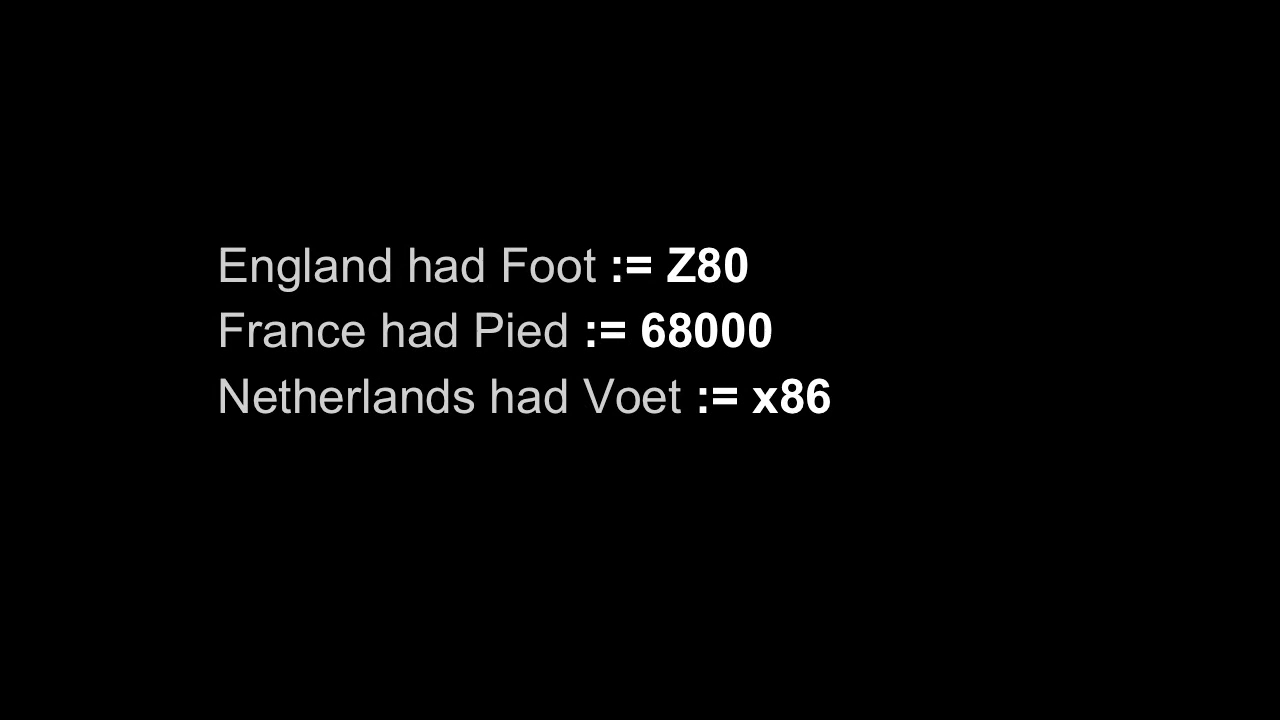 England had Foot := Z80
France had Pied := 68000
Netherlands had Voet := x86